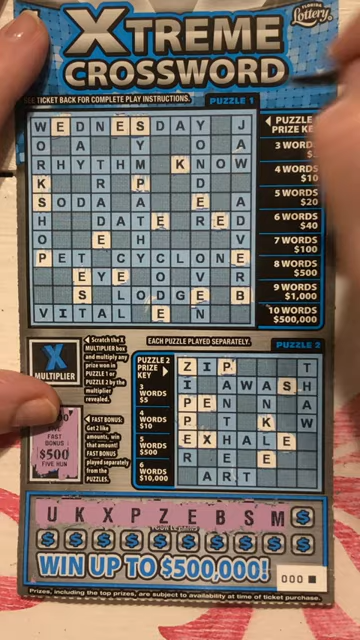 XTREME
FLORIDA
Lottery
CROSSWORD
SEE TICKET BACK FOR COMPLETE PLAY INSTRUCTIONS.
PUZZLE 1
WEDNESDAY
J
RHYTHM
KNOW
SODA
DATE
RED
PET
CYCLONE
EYE
LODGE
VITAL
PUZZLE
PRIZE KE
3 WORD
4 WORDS
$10
5 WORDS
$20
6 WORDS
$40
7 WORDS
$100
8 WORDS
$500
9 WORDS
$1,000
10 WORDS
$500,000
EACH PUZZLE PLAYED SEPARATELY.
PUZZLE 2
X
MULTIPLIER
Scratch the X
MULTIPLIER box
and multiply any
prize won in
PUZZLE 1 or
PUZZLE 2 by the
multiplier
revealed.
PUZZLE 2
PRIZE
KEY
3
WORDS
$5
4
WORDS
$10
5
WORDS
$500
6
WORDS
$10,000
ZIP
T
AWASH
PEN
EXHALE
ART
FAST
BONUS
$500
FIVE HUN
FAST BONUS:
Get 2 like
amounts, win
that amount!
FAST BONUS
played separately
from the
PUZZLES.
U K X P Z E B S M
YOUR LETTERS
WIN UP TO $500,000!
000
Prizes, including the top prizes, are subject to availability at time of ticket purchase.